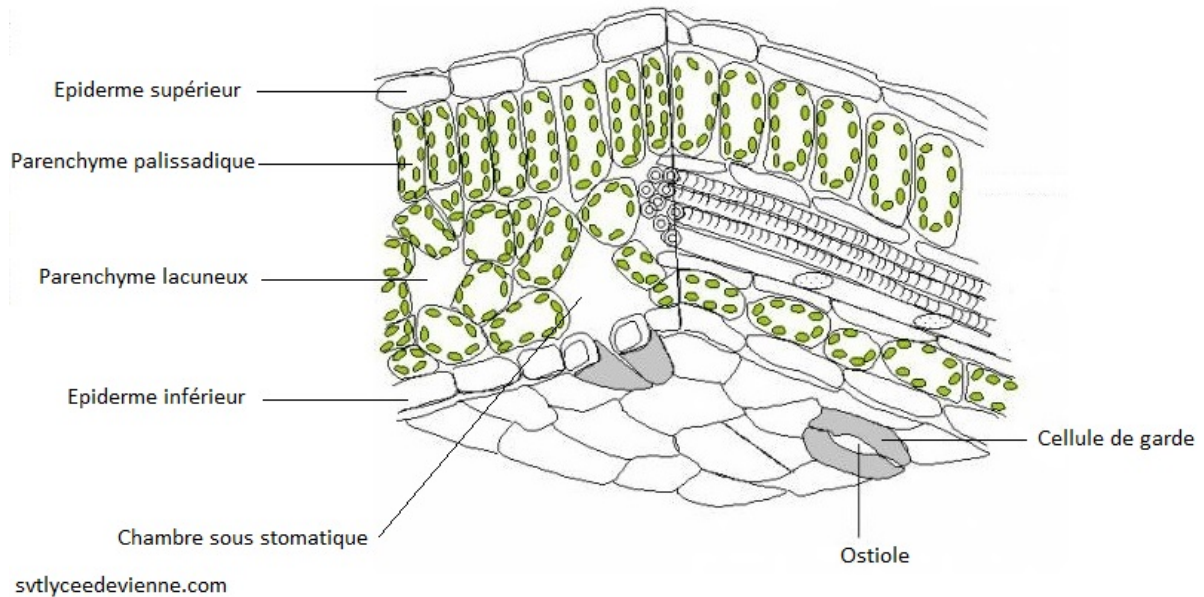 Epiderme supérieur
Parenchyme palissadique
Parenchyme lacuneux
Epiderme inférieur
Cellule de garde
Chambre sous stomatique
Ostiole
svtlyceedevienne.com